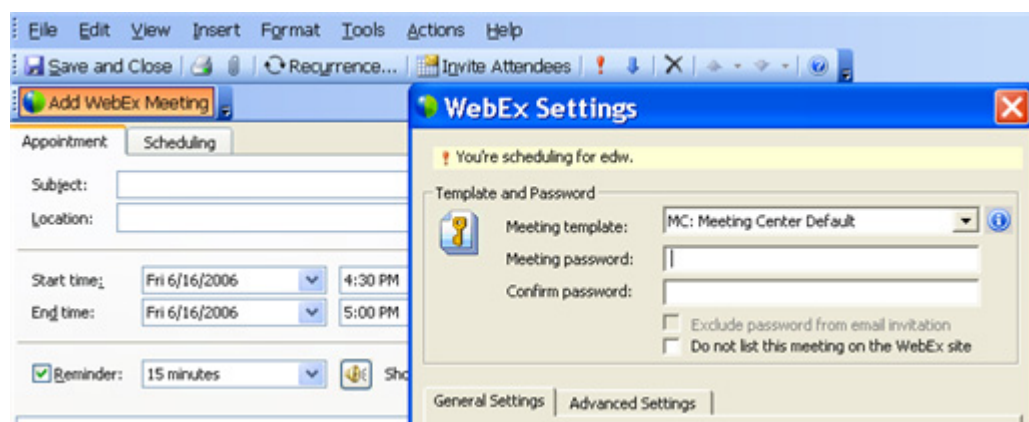 File Edit View Insert Format Tools Actions Help
Save and Close Recurrence... Invite Attendees
Add WebEx Meeting
Appointment Scheduling
Subject:
Location:
Start time: Fri 6/16/2006 4:30 PM
End time: Fri 6/16/2006 5:00 PM
Reminder: 15 minutes Sho
WebEx Settings
You're scheduling for edw.
Template and Password
Meeting template: MC: Meeting Center Default
Meeting password:
Confirm password:
Exclude password from email invitation
Do not list this meeting on the WebEx site
General Settings Advanced Settings